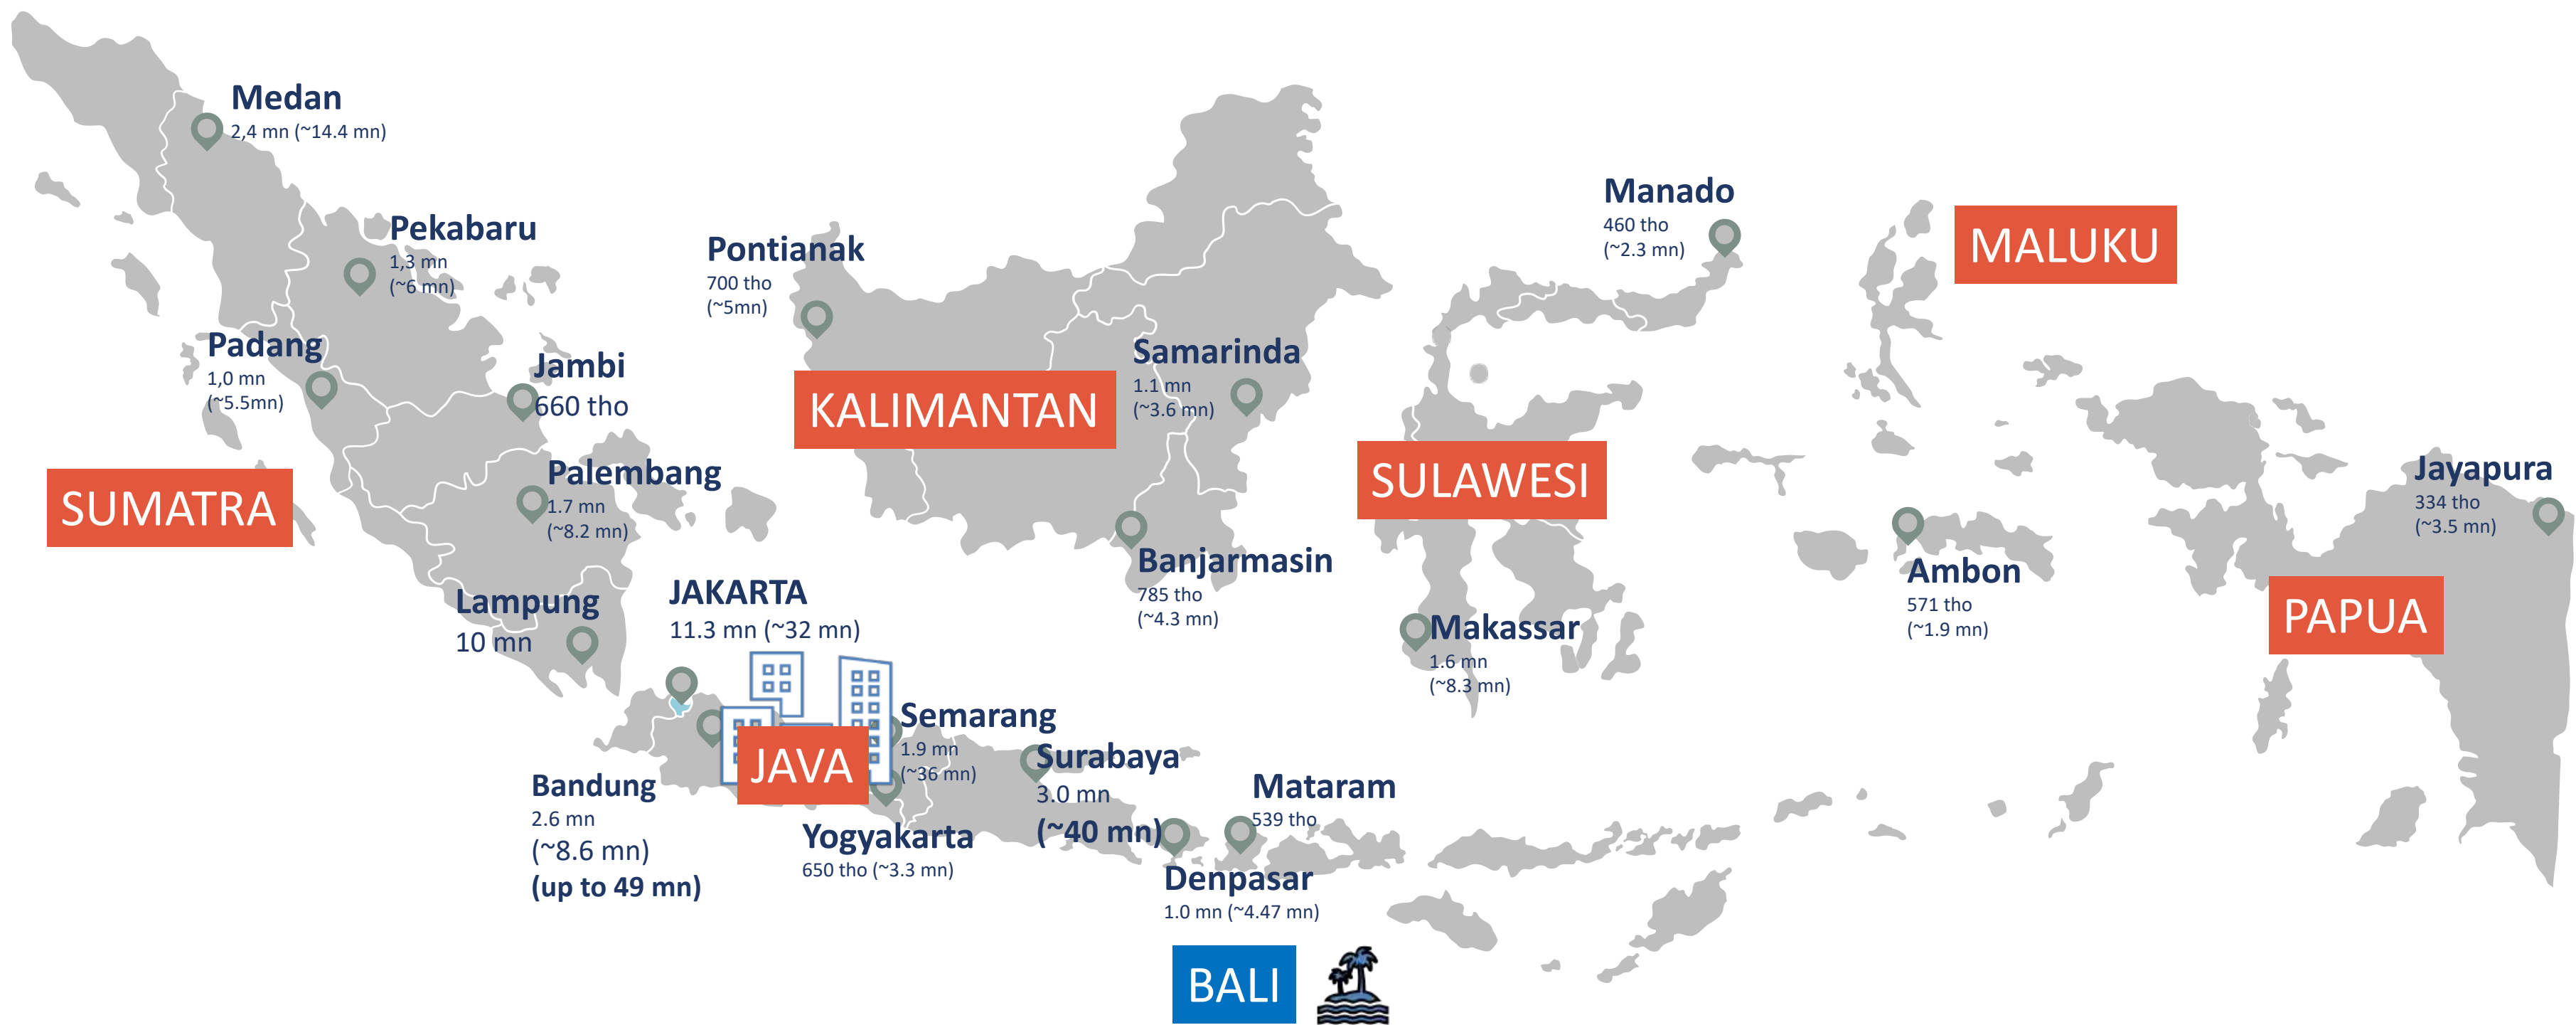 Medan
2,4 mn (~14.4 mn)
Pekabaru
1,3 mn
(~6 mn)
Padang
1,0 mn
(~5.5mn)
Jambi
660 tho
SUMATRA
Palembang
1.7 mn
(~8.2 mn)
Lampung
10 mn
Pontianak
700 tho
(~5mn)
KALIMANTAN
Samarinda
1.1 mn
(~3.6 mn)
Banjarmasin
785 tho
(~4.3 mn)
Manado
460 tho
(~2.3 mn)
SULAWESI
Makassar
1.6 mn
(~8.3 mn)
MALUKU
Ambon
571 tho
(~1.9 mn)
Jayapura
334 tho
(~3.5 mn)
PAPUA
JAKARTA
11.3 mn (~32 mn)
JAVA
Bandung
2.6 mn
(~8.6 mn)
(up to 49 mn)
Semarang
1.9 mn
(~36 mn)
Yogyakarta
650 tho (~3.3 mn)
Surabaya
3.0 mn
(~40 mn)
Mataram
539 tho
Denpasar
1.0 mn (~4.47 mn)
BALI